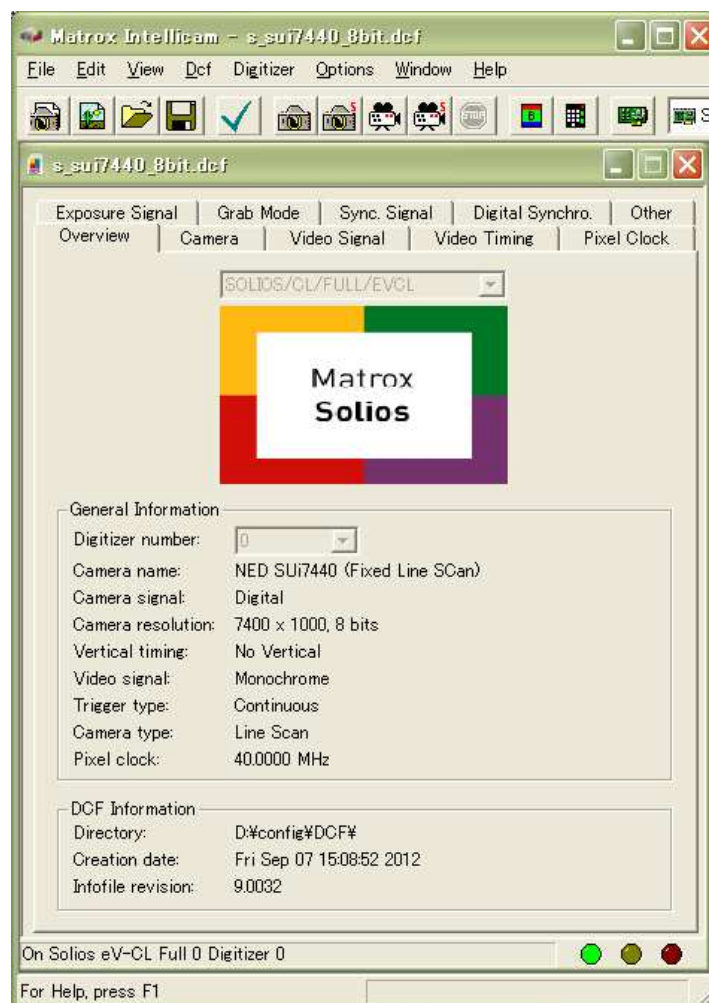 Matrox Intellicam - s_sui7440_8bit.dcf
File Edit View Dcf Digitizer Options Window Help
STOP
B
S
s_sui7440_8bit.dcf
Exposure Signal Grab Mode Sync. Signal Digital Synchro. Other
Overview Camera Video Signal Video Timing Pixel Clock
SOLIOS/CL/FULL/EVCL
Matrox
Solios
General Information
Digitizer number: 0
Camera name: NED SUi7440 (Fixed Line SCan)
Camera signal: Digital
Camera resolution: 7400 x 1000, 8 bits
Vertical timing: No Vertical
Video signal: Monochrome
Trigger type: Continuous
Camera type: Line Scan
Pixel clock: 40.0000 MHz
DCF Information
Directory: D:¥config¥DCF¥
Creation date: Fri Sep 07 15:08:52 2012
Infofile revision: 9.0032
On Solios eV-CL Full 0 Digitizer 0
For Help, press F1